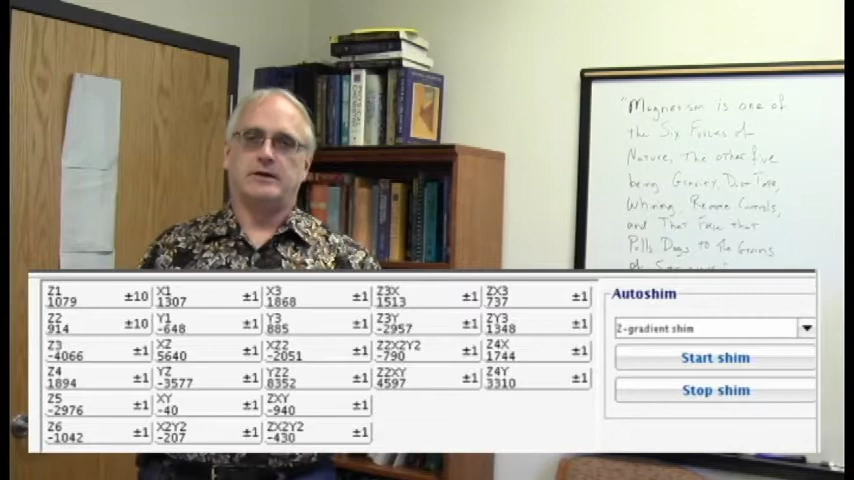 "Magnetism is one of
the Six Forces of
Nature, The other five
being Gravity, Duct Tape,
Whining, Remote Controls,
and That Force that
Pulls Dogs to the Groins
of
Z1 1079 ±10 X1 1307 ±1 X3 1868 ±1 Z3X 1513 ±1 ZX3 737 ±1
Z2 914 ±10 Y1 -648 ±1 Y3 885 ±1 Z3Y -2957 ±1 ZY3 1348 ±1
Z3 -4066 ±1 XZ 5640 ±1 XZ2 -2051 ±1 Z2X2Y2 -790 ±1 Z4X 1744 ±1
Z4 1894 ±1 YZ -3577 ±1 YZ2 8352 ±1 Z2XY 4597 ±1 Z4Y 3310 ±1
Z5 -2976 ±1 XY -40 ±1 ZXY -940 ±1
Z6 -1042 ±1 X2Y2 -207 ±1 ZX2Y2 -430 ±1
Autoshim
Z-gradient shim
Start shim
Stop shim